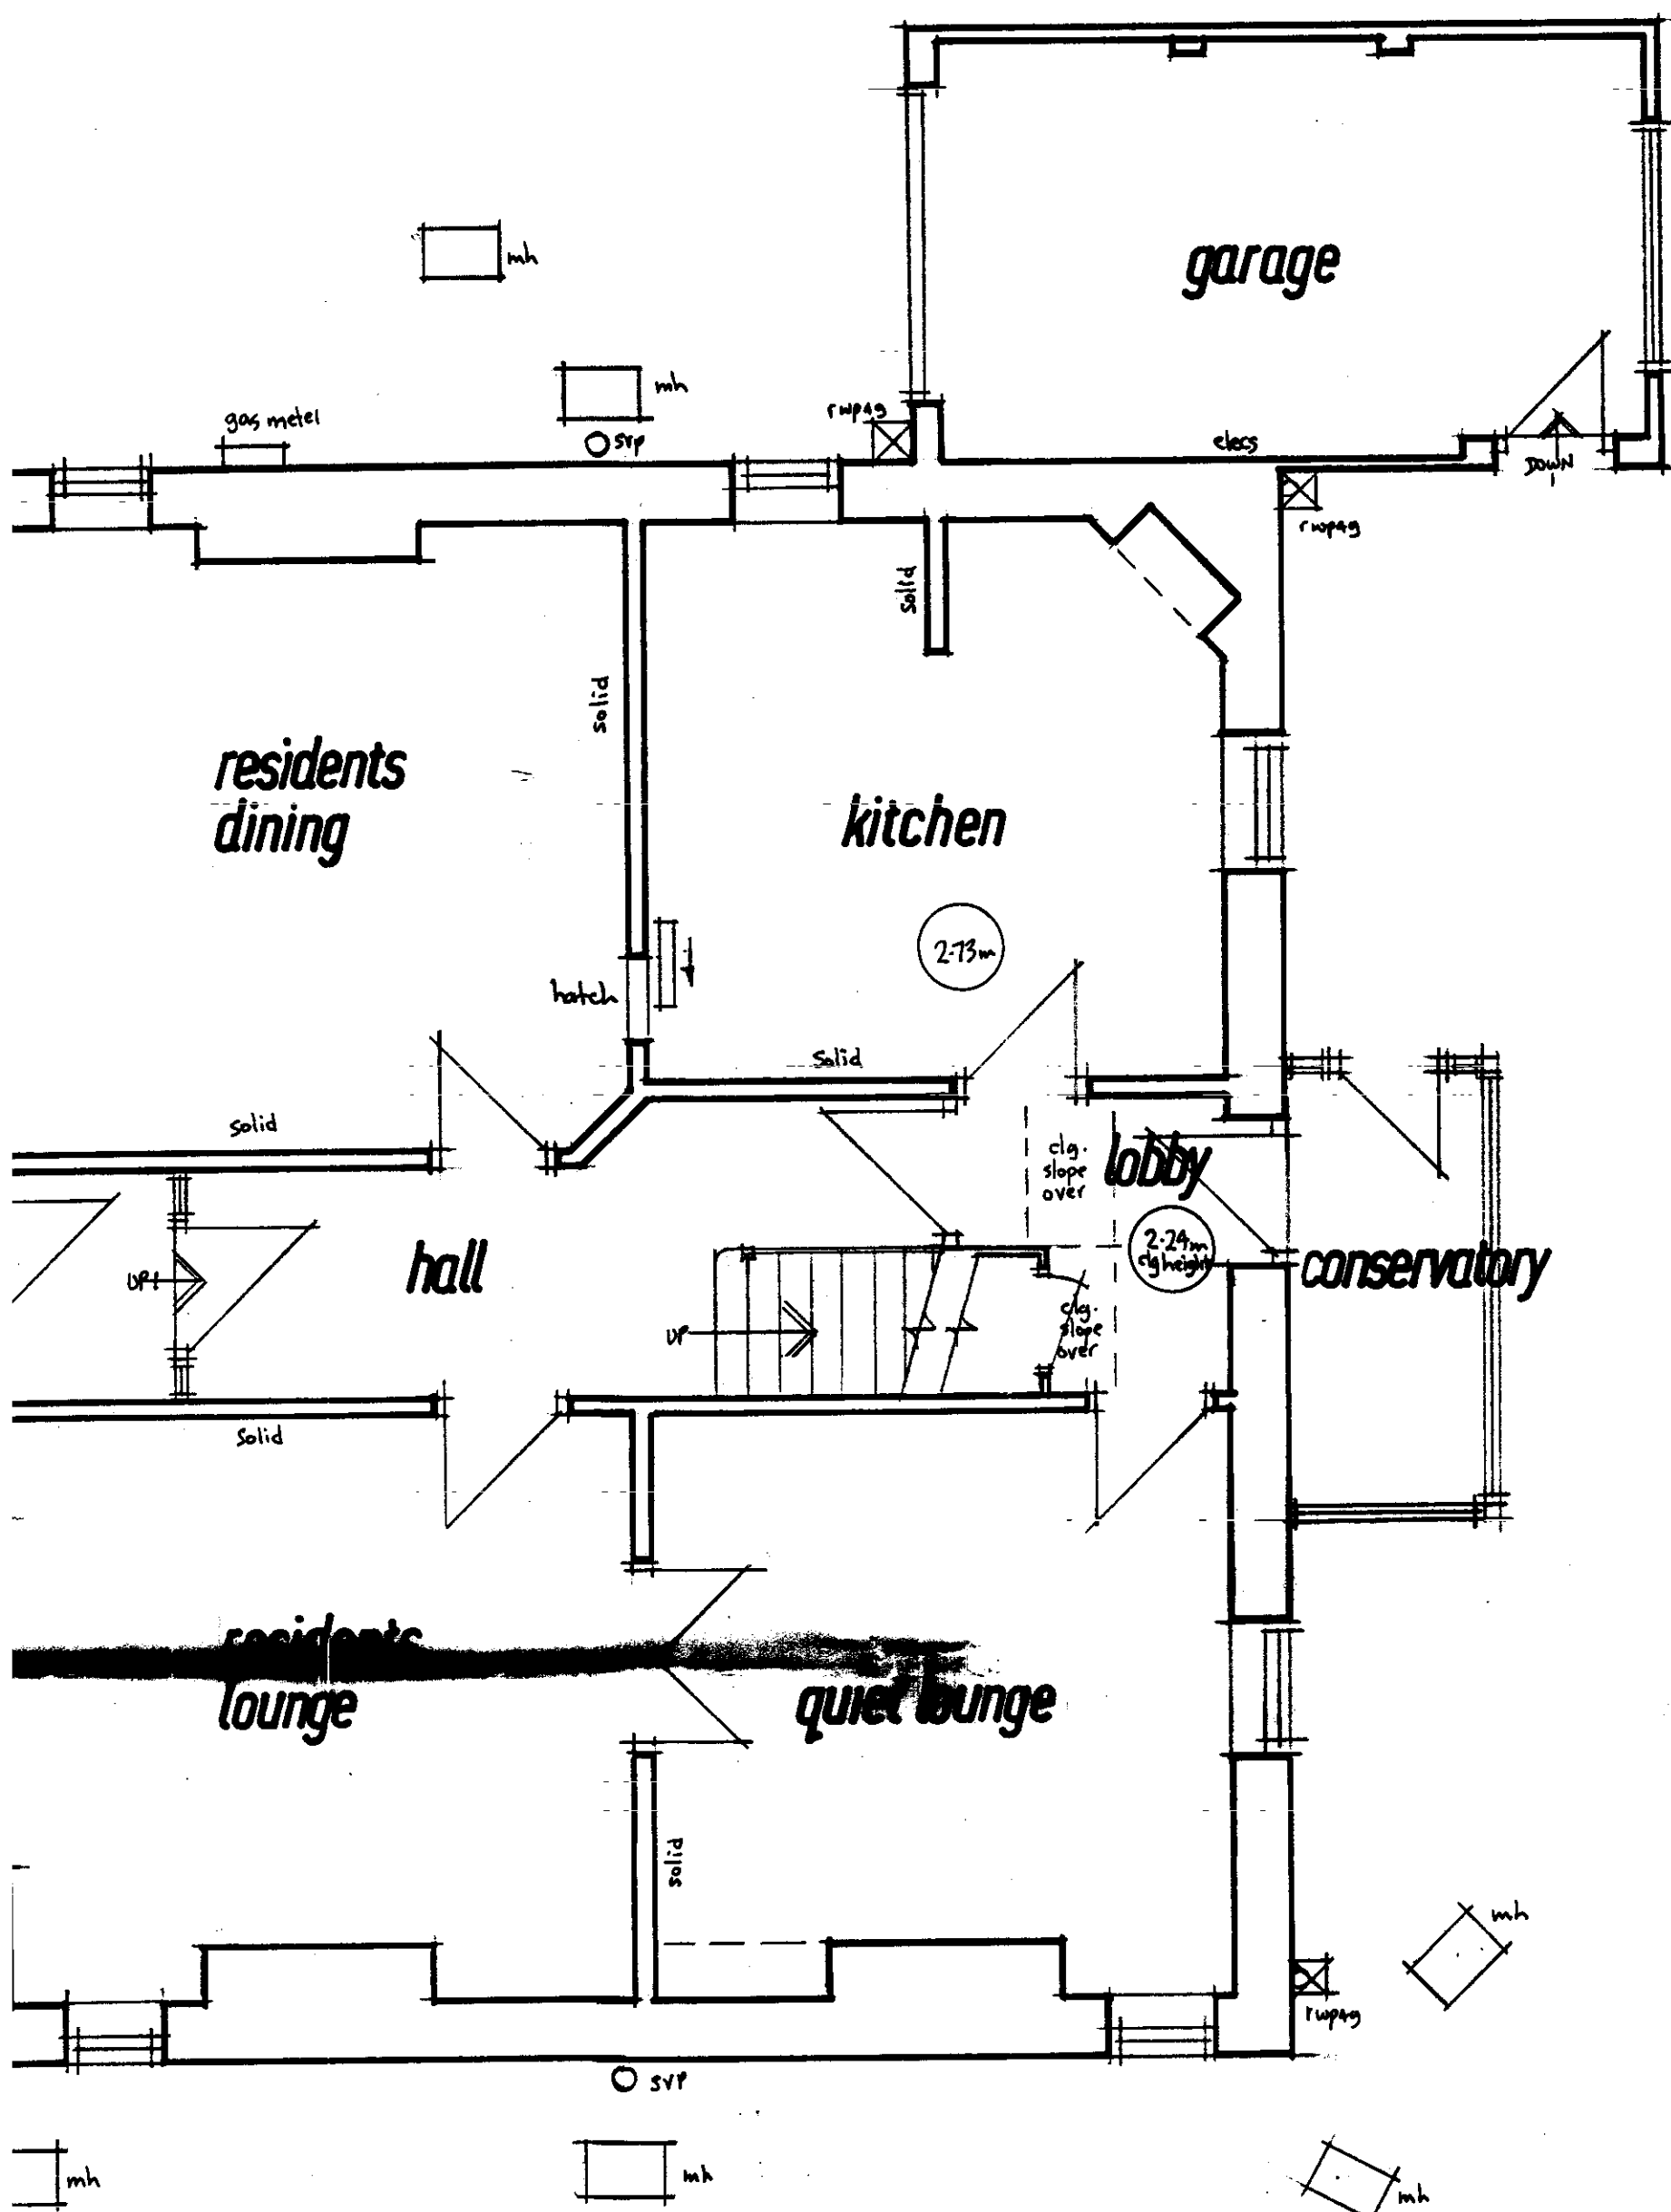 garage
mh
mh
gas meter
svp
rwp+g
elecs
DOWN
rwp+g
solid
solid
residents
dining
kitchen
2.73m
hatch
solid
solid
clg.
slope
over
lobby
hall
2.24m
clg height
conservatory
UP
UP
clg.
slope
over
solid
residents
lounge
quiet lounge
solid
mh
rwp+g
svp
mh
mh
mh